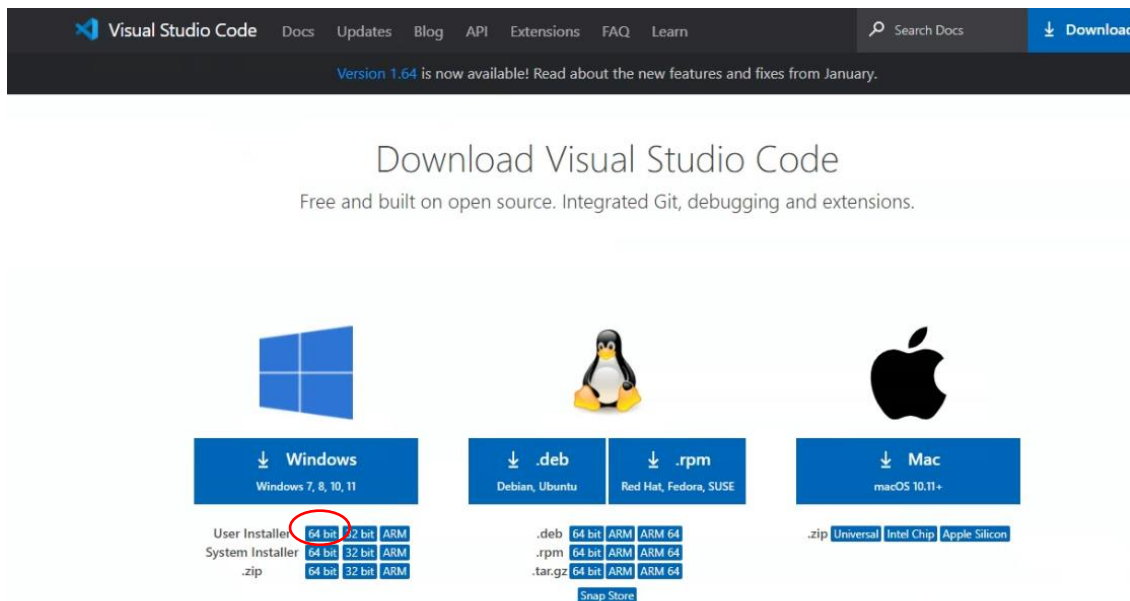 Visual Studio Code Docs Updates Blog API Extensions FAQ Learn Search Docs Download
Version 1.64 is now available! Read about the new features and fixes from January.
Download Visual Studio Code
Free and built on open source. Integrated Git, debugging and extensions.
Windows
Windows 7, 8, 10, 11
User Installer 64 bit 32 bit ARM
System Installer 64 bit 32 bit ARM
.zip 64 bit 32 bit ARM
.deb .rpm
Debian, Ubuntu Red Hat, Fedora, SUSE
.deb 64 bit ARM ARM 64
.rpm 64 bit ARM ARM 64
.tar.gz 64 bit ARM ARM 64
Snap Store
Mac
macOS 10.11+
.zip Universal Intel Chip Apple Silicon